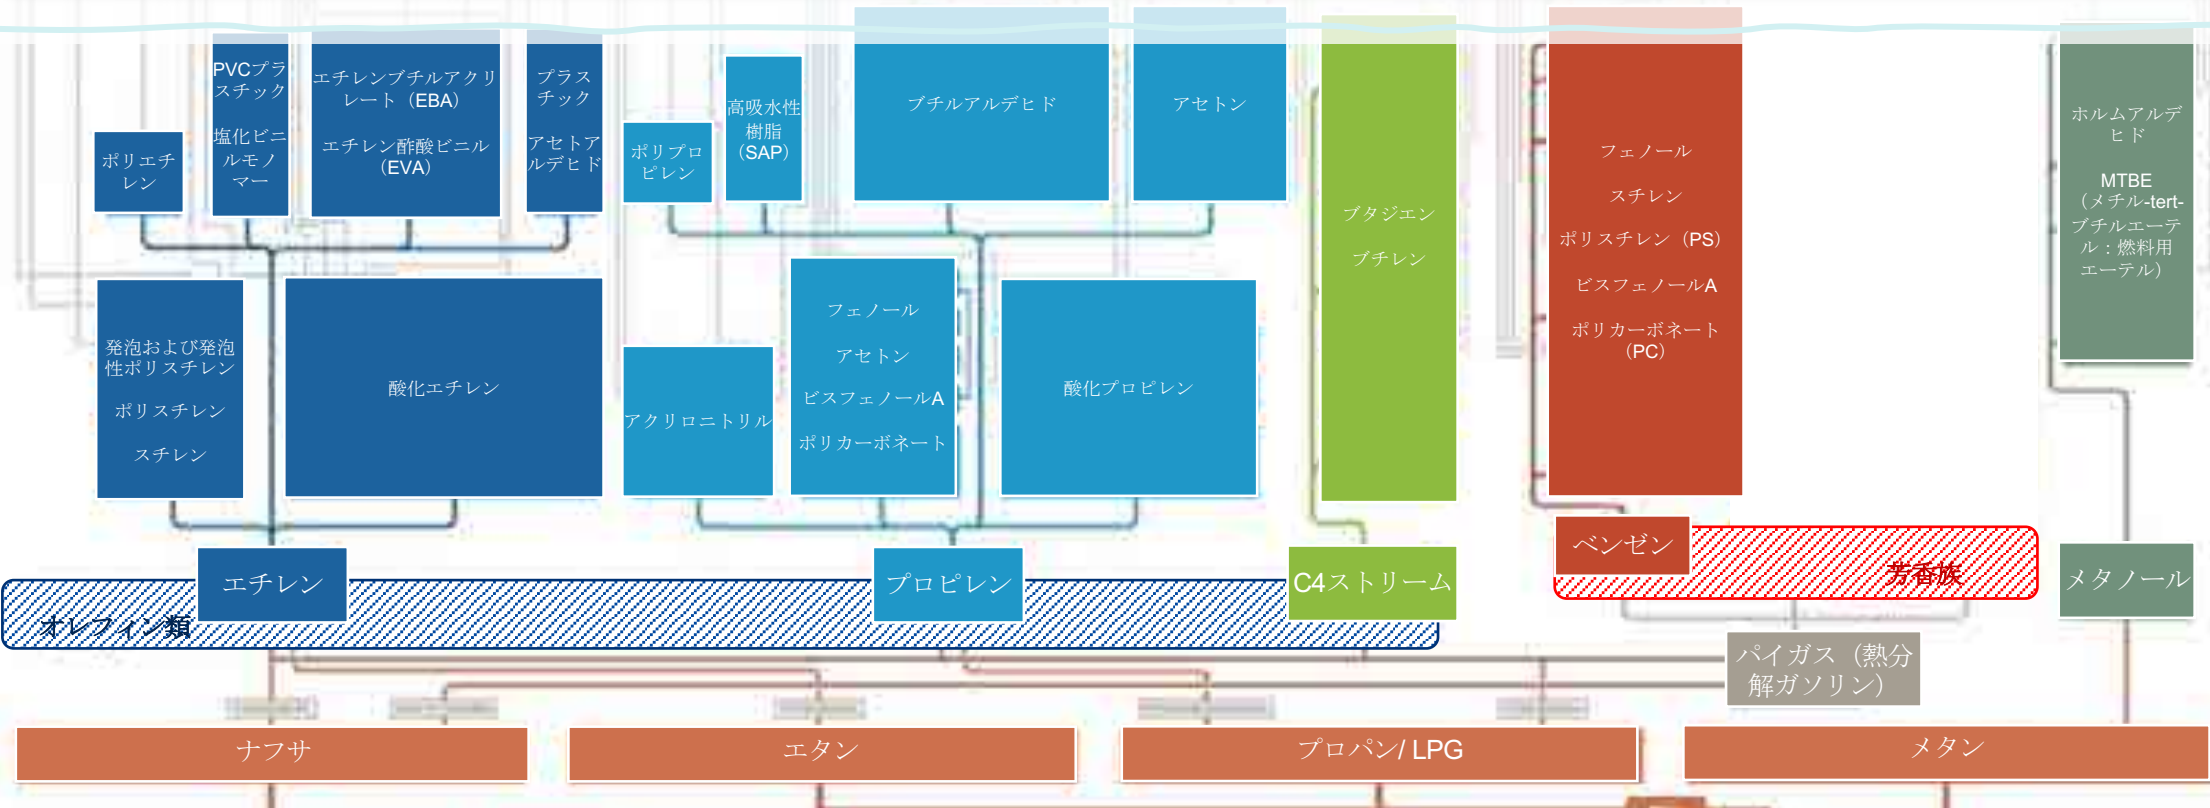 PVCプラ
スチック
塩化ビニ
ルモノ
マー
エチレンブチルアクリ
レート（EBA）
エチレン酢酸ビニル
（EVA）
プラス
チック
アセトア
ルデヒド
ポリエチ
レン
ポリプロ
ピレン
高吸水性
樹脂
（SAP）
ブチルアルデヒド
アセトン
ブタジエン
ブチレン
フェノール
スチレン
ポリスチレン（PS）
ビスフェノールA
ポリカーボネート
（PC）
ホルムアルデ
ヒド
MTBE
（メチル-tert-
ブチルエーテ
ル：燃料用
エーテル）
発泡および発泡
性ポリスチレン
ポリスチレン
スチレン
酸化エチレン
アクリロニトリル
フェノール
アセトン
ビスフェノールA
ポリカーボネート
酸化プロピレン
エチレン
プロピレン
C4ストリーム
ベンゼン
芳香族
メタノール
オレフィン類
パイガス（熱分
解ガソリン）
ナフサ
エタン
プロパン/ LPG
メタン